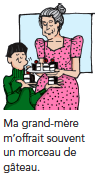 Ma grand-mère
m'offrait souvent
un morceau de
gâteau.